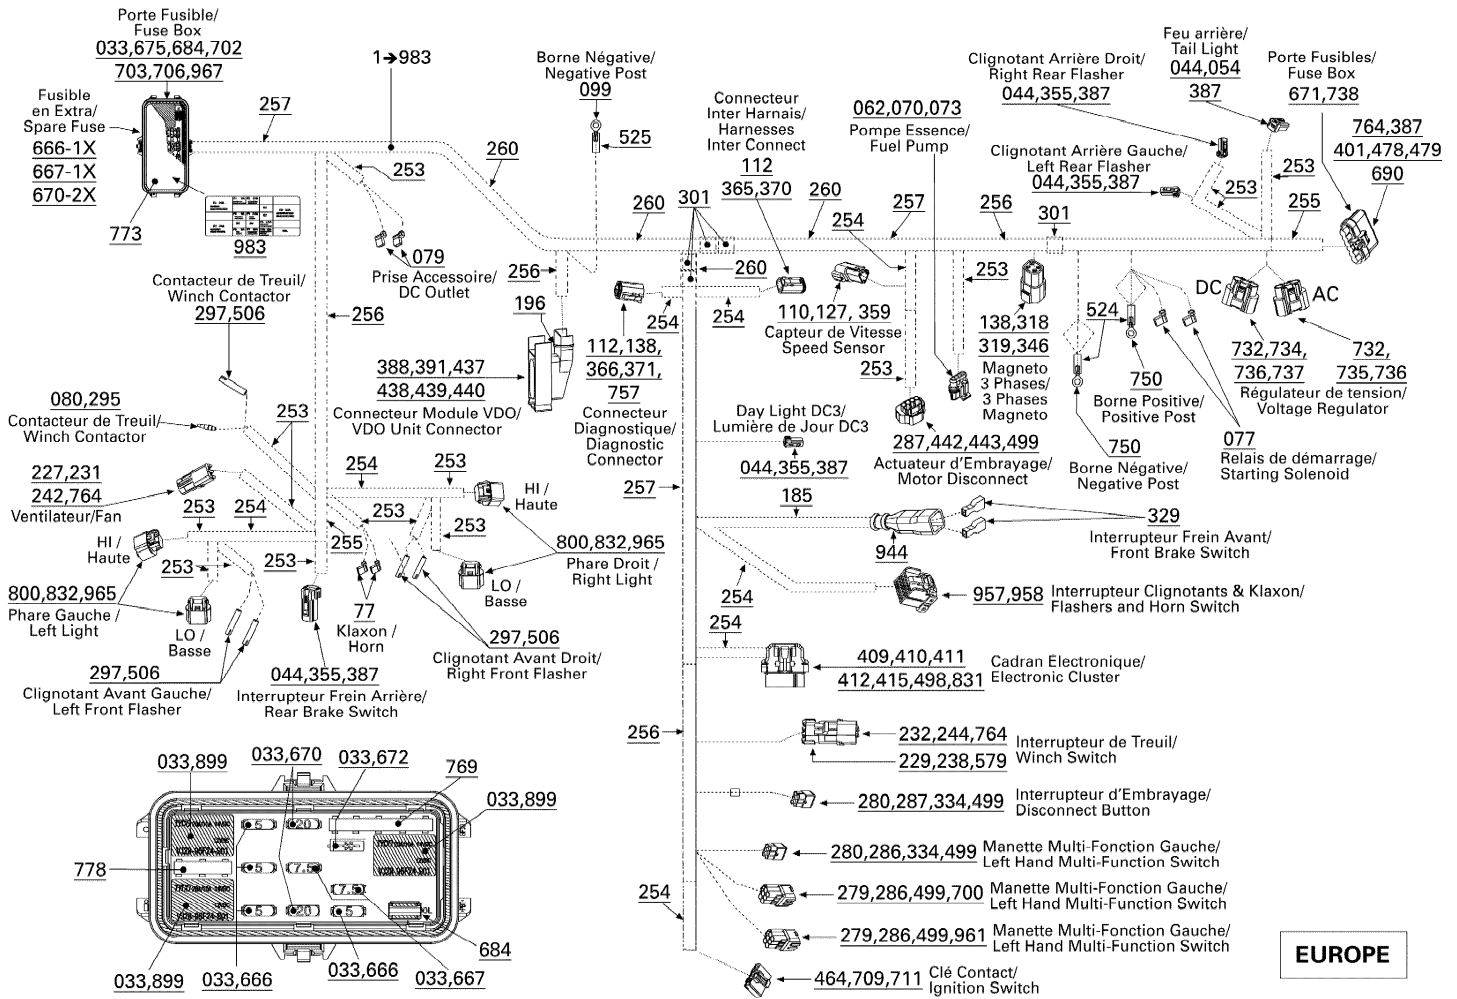 Porte Fusible/
Fuse Box
033,675,684,702
703,706,967
Fusible
en Extra/
Spare Fuse
666-1X
667-1X
670-2X
773
983
257
1➔983
260
253
079
Prise Accessoire/
DC Outlet
Borne Négative/
Negative Post
099
525
Connecteur
Inter Harnais/
Harnesses
Inter Connect
112
365,370
062,070,073
Pompe Essence/
Fuel Pump
Clignotant Arrière Droit/
Right Rear Flasher
044,355,387
Feu arrière/
Tail Light
044,054
387
Porte Fusibles/
Fuse Box
671,738
764,387
401,478,479
690
Clignotant Arrière Gauche/
Left Rear Flasher
044,355,387
253
253
260
301
260
254
257
256
301
255
256
260
254
254
253
196
112,138,
366,371,
757
Connecteur
Diagnostique/
Diagnostic
Connector
388,391,437
438,439,440
Connecteur Module VDO/
VDO Unit Connector
110,127, 359
Capteur de Vitesse
Speed Sensor
253
287,442,443,499
Actuateur d'Embrayage/
Motor Disconnect
138,318
319,346
Magneto
3 Phases/
3 Phases
Magneto
524
750
Borne Positive/
Positive Post
750
Borne Négative/
Negative Post
077
Relais de démarrage/
Starting Solenoid
DC
AC
732,734,
736,737
732,
735,736
Régulateur de tension/
Voltage Regulator
Contacteur de Treuil/
Winch Contactor
297,506
256
080,295
Contacteur de Treuil/
Winch Contactor
253
227,231
242,764
Ventilateur/Fan
253
254
HI /
Haute
800,832,965
Phare Gauche /
Left Light
253
LO /
Basse
297,506
Clignotant Avant Gauche/
Left Front Flasher
253
255
044,355,387
Interrupteur Frein Arrière/
Rear Brake Switch
254
253
253
253
77
Klaxon /
Horn
HI /
Haute
800,832,965
Phare Droit /
Right Light
LO /
Basse
297,506
Clignotant Avant Droit/
Right Front Flasher
Day Light DC3/
Lumière de Jour DC3
044,355,387
257
185
944
329
Interrupteur Frein Avant/
Front Brake Switch
254
957,958
Interrupteur Clignotants & Klaxon/
Flashers and Horn Switch
254
409,410,411
412,415,498,831
Cadran Électronique/
Electronic Cluster
256
232,244,764
229,238,579
Interrupteur de Treuil/
Winch Switch
280,287,334,499
Interrupteur d'Embrayage/
Disconnect Button
280,286,334,499
Manette Multi-Fonction Gauche/
Left Hand Multi-Function Switch
279,286,499,700
Manette Multi-Fonction Gauche/
Left Hand Multi-Function Switch
279,286,499,961
Manette Multi-Fonction Gauche/
Left Hand Multi-Function Switch
254
464,709,711
Clé Contact/
Ignition Switch
033,899
033,670
033,672
769
033,899
778
5
20
5
7.5
7.5
5
20
5
684
033,899
033,666
033,666
033,667
EUROPE